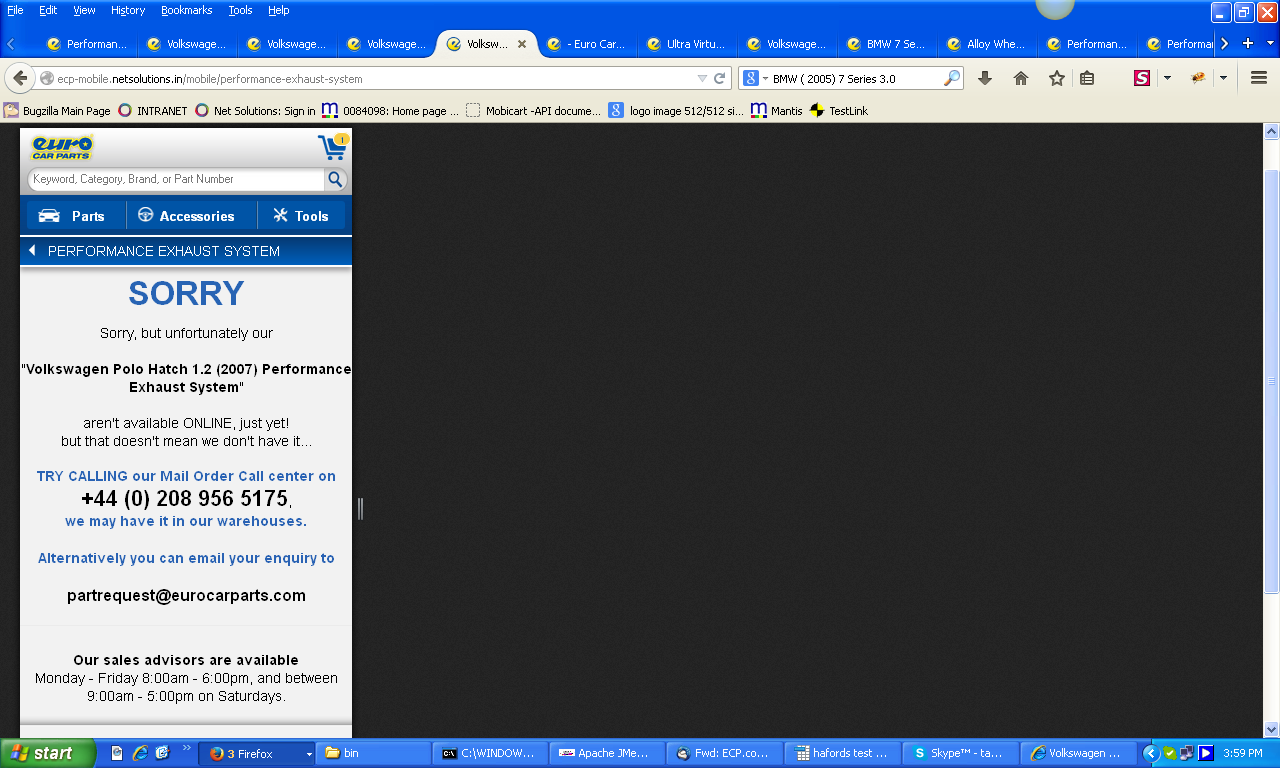 File Edit View History Bookmarks Tools Help
Performan... Volkswage... Volkswage... Volkswage... Volksw... - Euro Car... Ultra Virtu... Volkswage... BMW 7 Se... Alloy Whe... Performan... Performar
ecp-mobile.netsolutions.in/mobile/performance-exhaust-system BMW ( 2005) 7 Series 3.0
Bugzilla Main Page INTRANET Net Solutions: Sign in 0084098: Home page ... Mobicart -API docume... logo image 512/512 si... Mantis TestLink
euro
CAR PARTS
1
Keyword, Category, Brand, or Part Number
Parts Accessories Tools
PERFORMANCE EXHAUST SYSTEM
SORRY
Sorry, but unfortunately our
"Volkswagen Polo Hatch 1.2 (2007) Performance
Exhaust System"
aren't available ONLINE, just yet!
but that doesn't mean we don't have it...
TRY CALLING our Mail Order Call center on
+44 (0) 208 956 5175,
we may have it in our warehouses.
Alternatively you can email your enquiry to
partrequest@eurocarparts.com
Our sales advisors are available
Monday - Friday 8:00am - 6:00pm, and between
9:00am - 5:00pm on Saturdays.
start 3 Firefox bin C:\WINDOW... Apache JMe... Fwd: ECP.co... hafords test ... Skype™ - ta... Volkswagen ... 3:59 PM